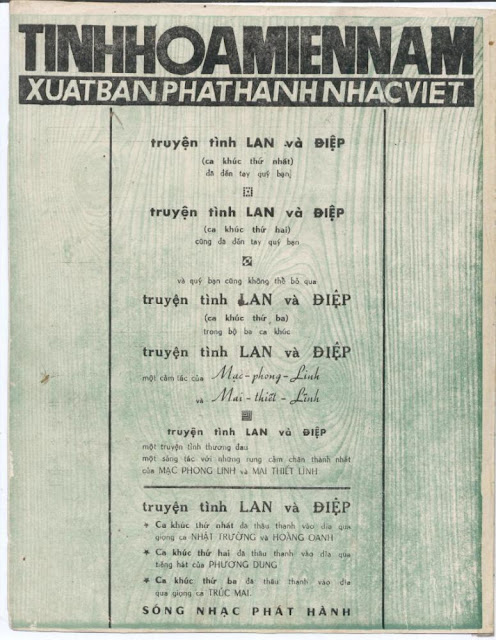 TINHHOAMIENNAM
XUATBAN.PHATHANH NHACVIET
truyện tình LAN và ĐIỆP
(ca khúc thứ nhất)
đã đến tay quý bạn
truyện tình LAN và ĐIỆP
(ca khúc thứ hai)
cũng đã đến tay quý bạn
và quý bạn cũng không thể bỏ qua
truyện tình LAN và ĐIỆP
(ca khúc thứ ba)
trong bộ ba ca khúc
truyện tình LAN và ĐIỆP
một cảm tác của Mạc-phong-Linh
và Mai-thiết-Lĩnh
truyện tình LAN và ĐIỆP
một truyện tình thương đau
một sáng tác với những rung cảm chân thành nhất
của MẠC PHONG LINH và MAI THIẾT LĨNH
truyện tình LAN và ĐIỆP
* Ca khúc thứ nhất đã thâu thanh vào dĩa qua
giọng ca NHẬT TRƯỜNG và HOÀNG OANH
* Ca khúc thứ hai đã thâu thanh vào dĩa qua
tiếng hát của PHƯƠNG DUNG
* Ca khúc thứ ba đã thâu thanh vào dĩa
qua giọng ca TRÚC MAI.
SÓNG NHẠC PHÁT HÀNH